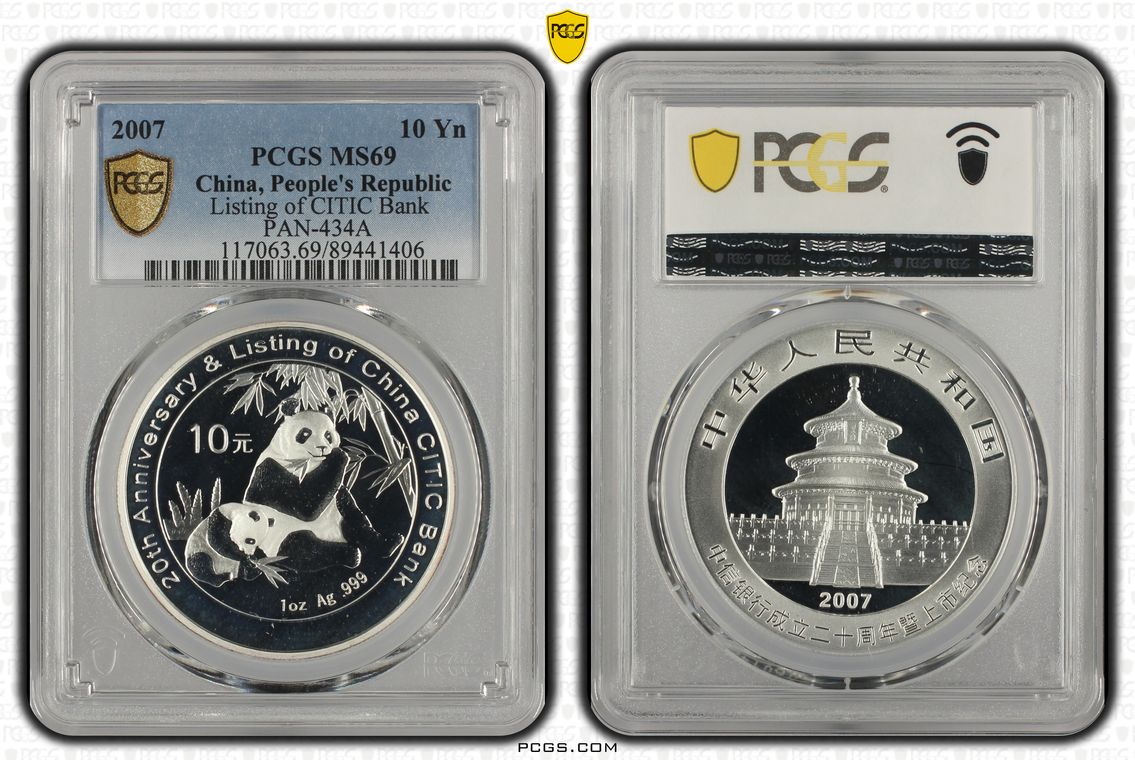 PCGS
2007 10 Yn
PCGS
PCGS MS69
China, People's Republic
Listing of CITIC Bank
PAN-434A
117063.69/89441406
20th Anniversary & Listing of China CITIC Bank
10元
1oz Ag .999
PCGS
®
中华人民共和国
2007
中信银行成立二十周年暨上市纪念
PCGS.COM